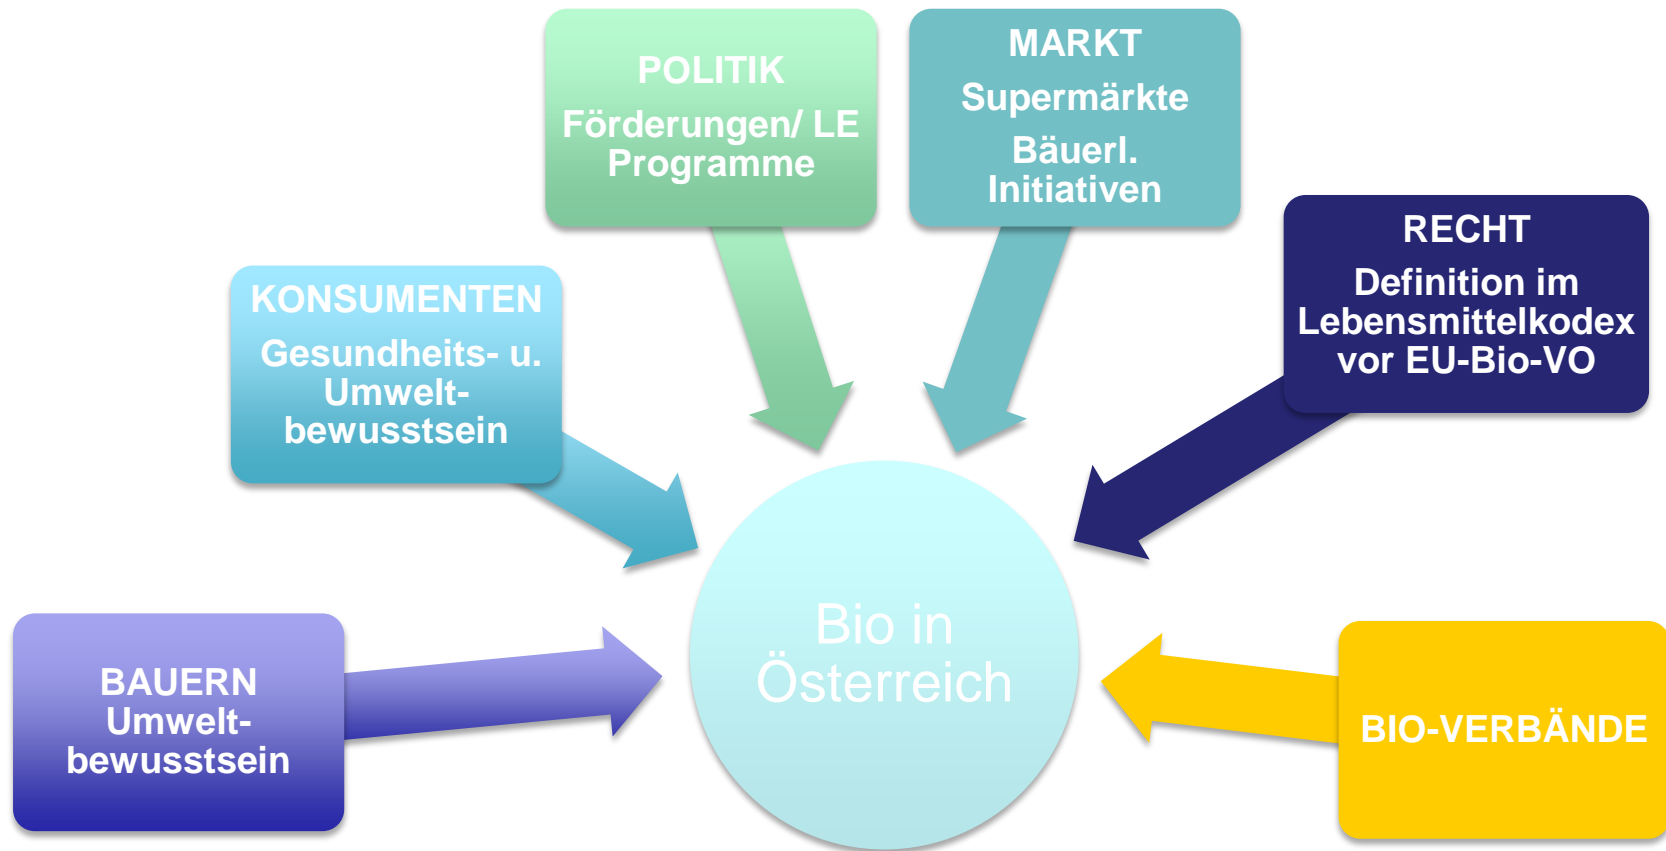 POLITIK
Förderungen/ LE
Programme
MARKT
Supermärkte
Bäuerl.
Initiativen
RECHT
Definition im
Lebensmittelkodex
vor EU-Bio-VO
KONSUMENTEN
Gesundheits- u.
Umwelt-
bewusstsein
BAUERN
Umwelt-
bewusstsein
Bio in
Österreich
BIO-VERBÄNDE